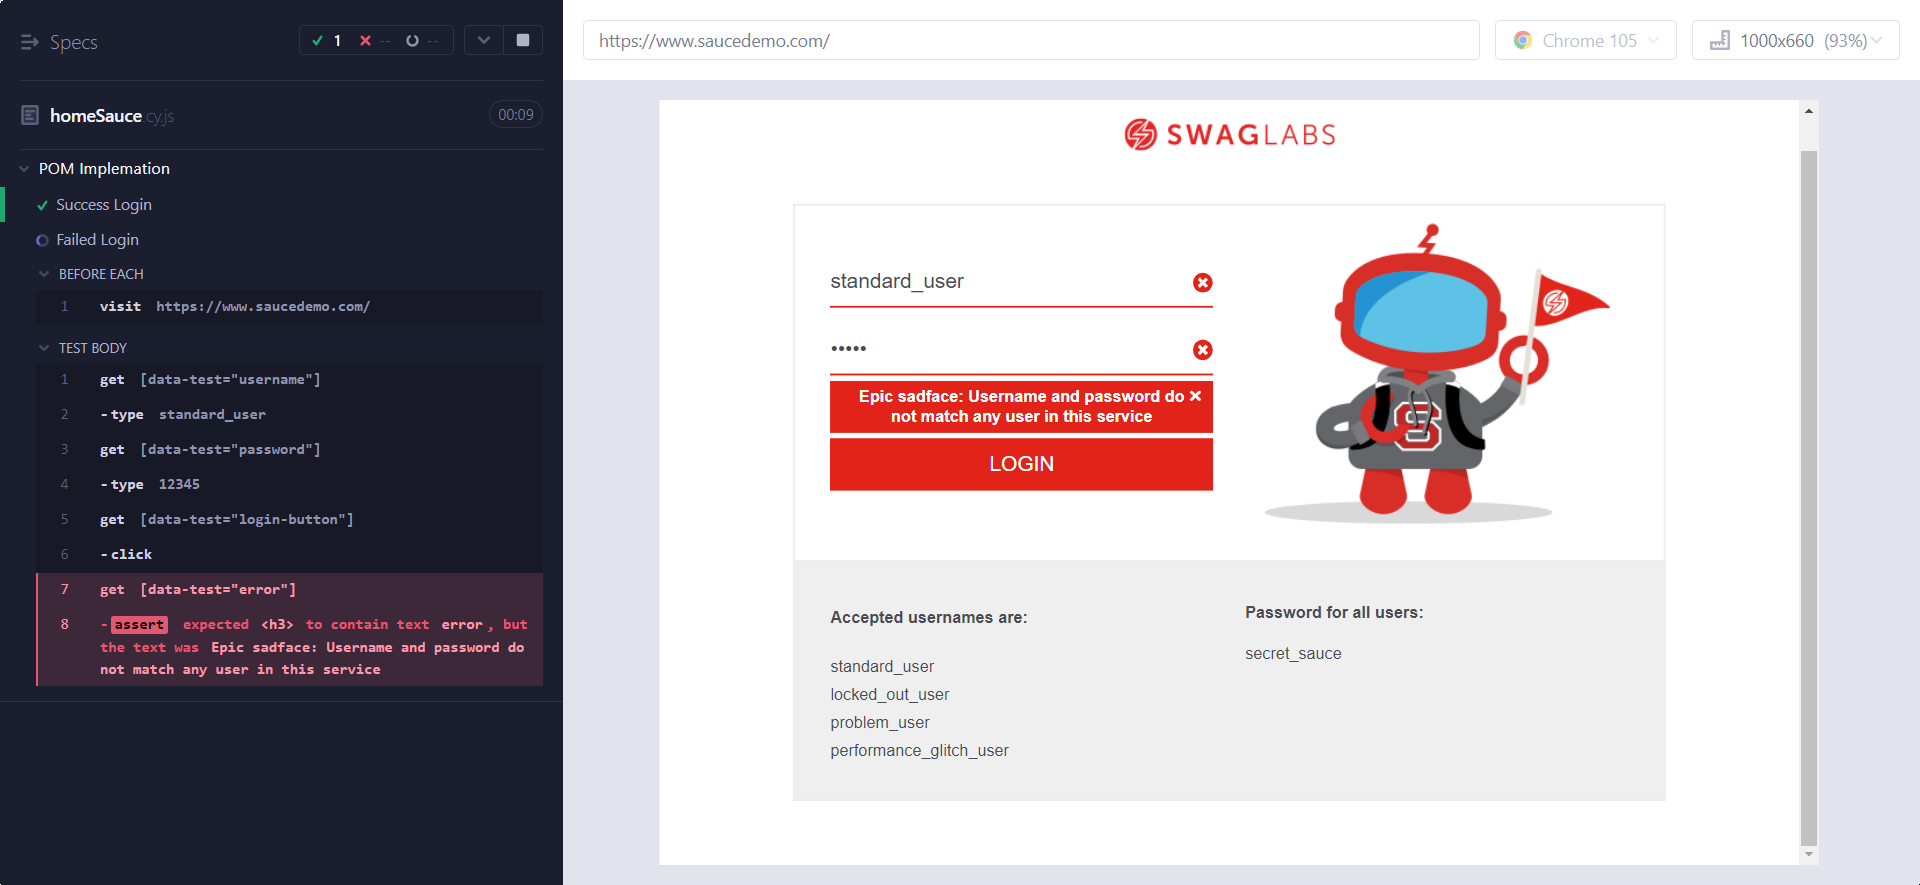 Specs
1 -- --
homeSauce.cy.js 00:09
POM Implemation
Success Login
Failed Login
BEFORE EACH
1 visit https://www.saucedemo.com/
TEST BODY
1 get [data-test="username"]
2 -type standard_user
3 get [data-test="password"]
4 -type 12345
5 get [data-test="login-button"]
6 -click
7 get [data-test="error"]
8 -assert expected <h3> to contain text error, but
the text was Epic sadface: Username and password do
not match any user in this service
https://www.saucedemo.com/
Chrome 105
1000x660 (93%)
SWAGLABS
standard_user
•••••
Epic sadface: Username and password do
not match any user in this service
LOGIN
S
Accepted usernames are:
standard_user
locked_out_user
problem_user
performance_glitch_user
Password for all users:
secret_sauce